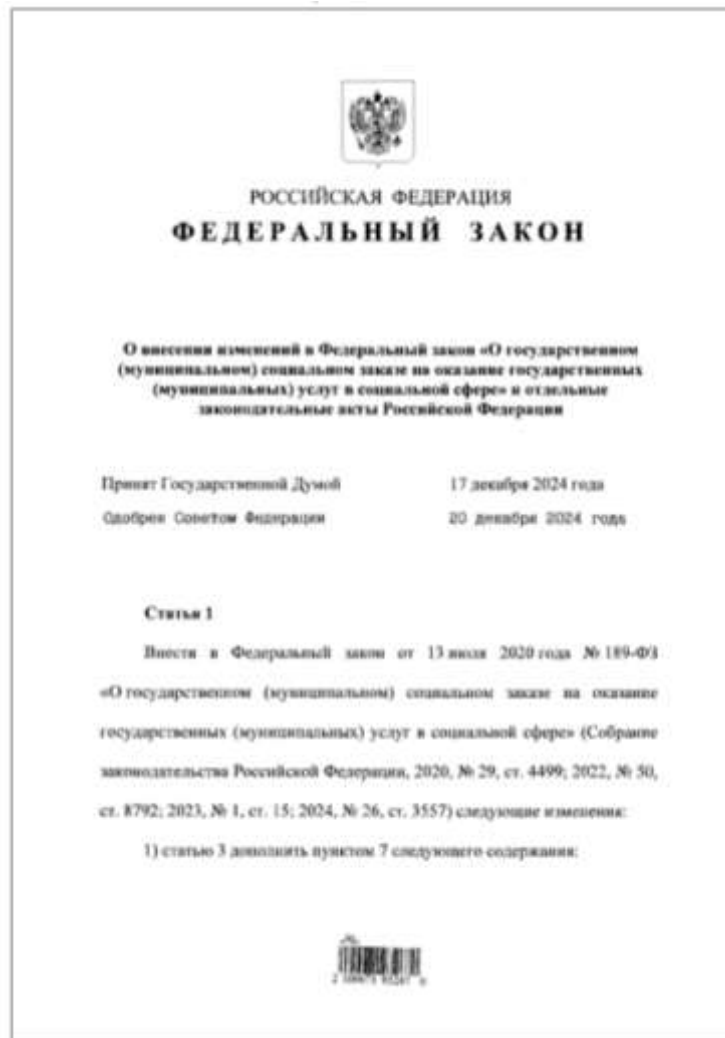 РОССИЙСКАЯ ФЕДЕРАЦИЯ
ФЕДЕРАЛЬНЫЙ ЗАКОН
О внесении изменений в Федеральный закон «О государственном
(муниципальном) социальном заказе на оказание государственных
(муниципальных) услуг в социальной сфере» и отдельные
законодательные акты Российской Федерации
Принят Государственной Думой 17 декабря 2024 года
Одобрен Советом Федерации 20 декабря 2024 года
Статья 1
Внести в Федеральный закон от 13 июля 2020 года № 189-ФЗ
«О государственном (муниципальном) социальном заказе на оказание
государственных (муниципальных) услуг в социальной сфере» (Собрание
законодательства Российской Федерации, 2020, № 29, ст. 4499; 2022, № 50,
ст. 8792; 2023, № 1, ст. 15; 2024, № 26, ст. 3557) следующие изменения:
1) статью 3 дополнить пунктом 7 следующего содержания: